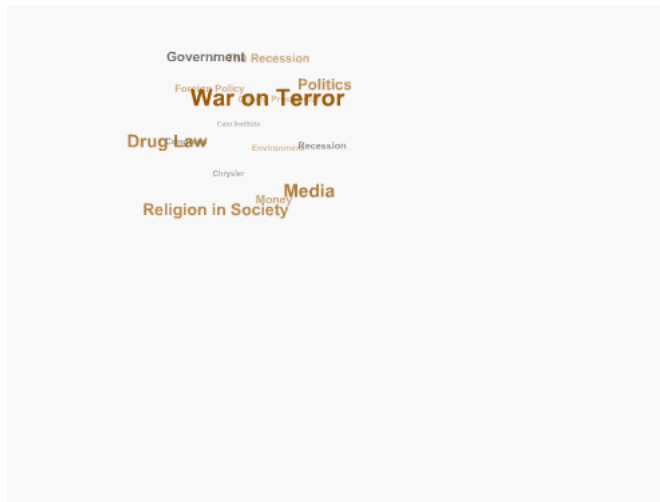 Government
The Recession
Foreign Policy
Politics
War on Terror
Cato Institute
Drug Law
Environment
Recession
Chrysler
Media
Money
Religion in Society